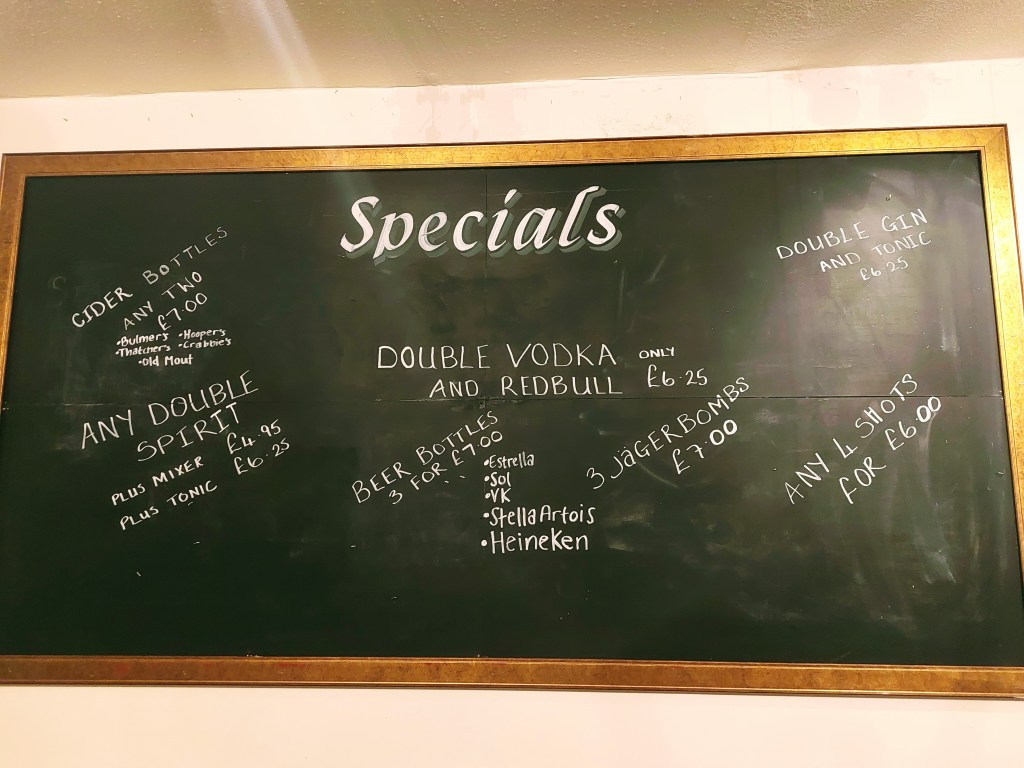 Specials
CIDER BOTTLES
ANY TWO
£7.00
•Bulmer's •Hooper's
•Thatchers •Crabbie's
•Old Mout
DOUBLE GIN
AND TONIC
£6.25
DOUBLE VODKA ONLY
AND REDBULL £6.25
ANY DOUBLE
SPIRIT
PLUS MIXER £4.95
PLUS TONIC £6.25
BEER BOTTLES
3 FOR £7.00
•Estrella
•Sol
•VK
•Stella Artois
•Heineken
3 JäGERBOMBS
£7.00
ANY 4 SHOTS
FOR £6.00